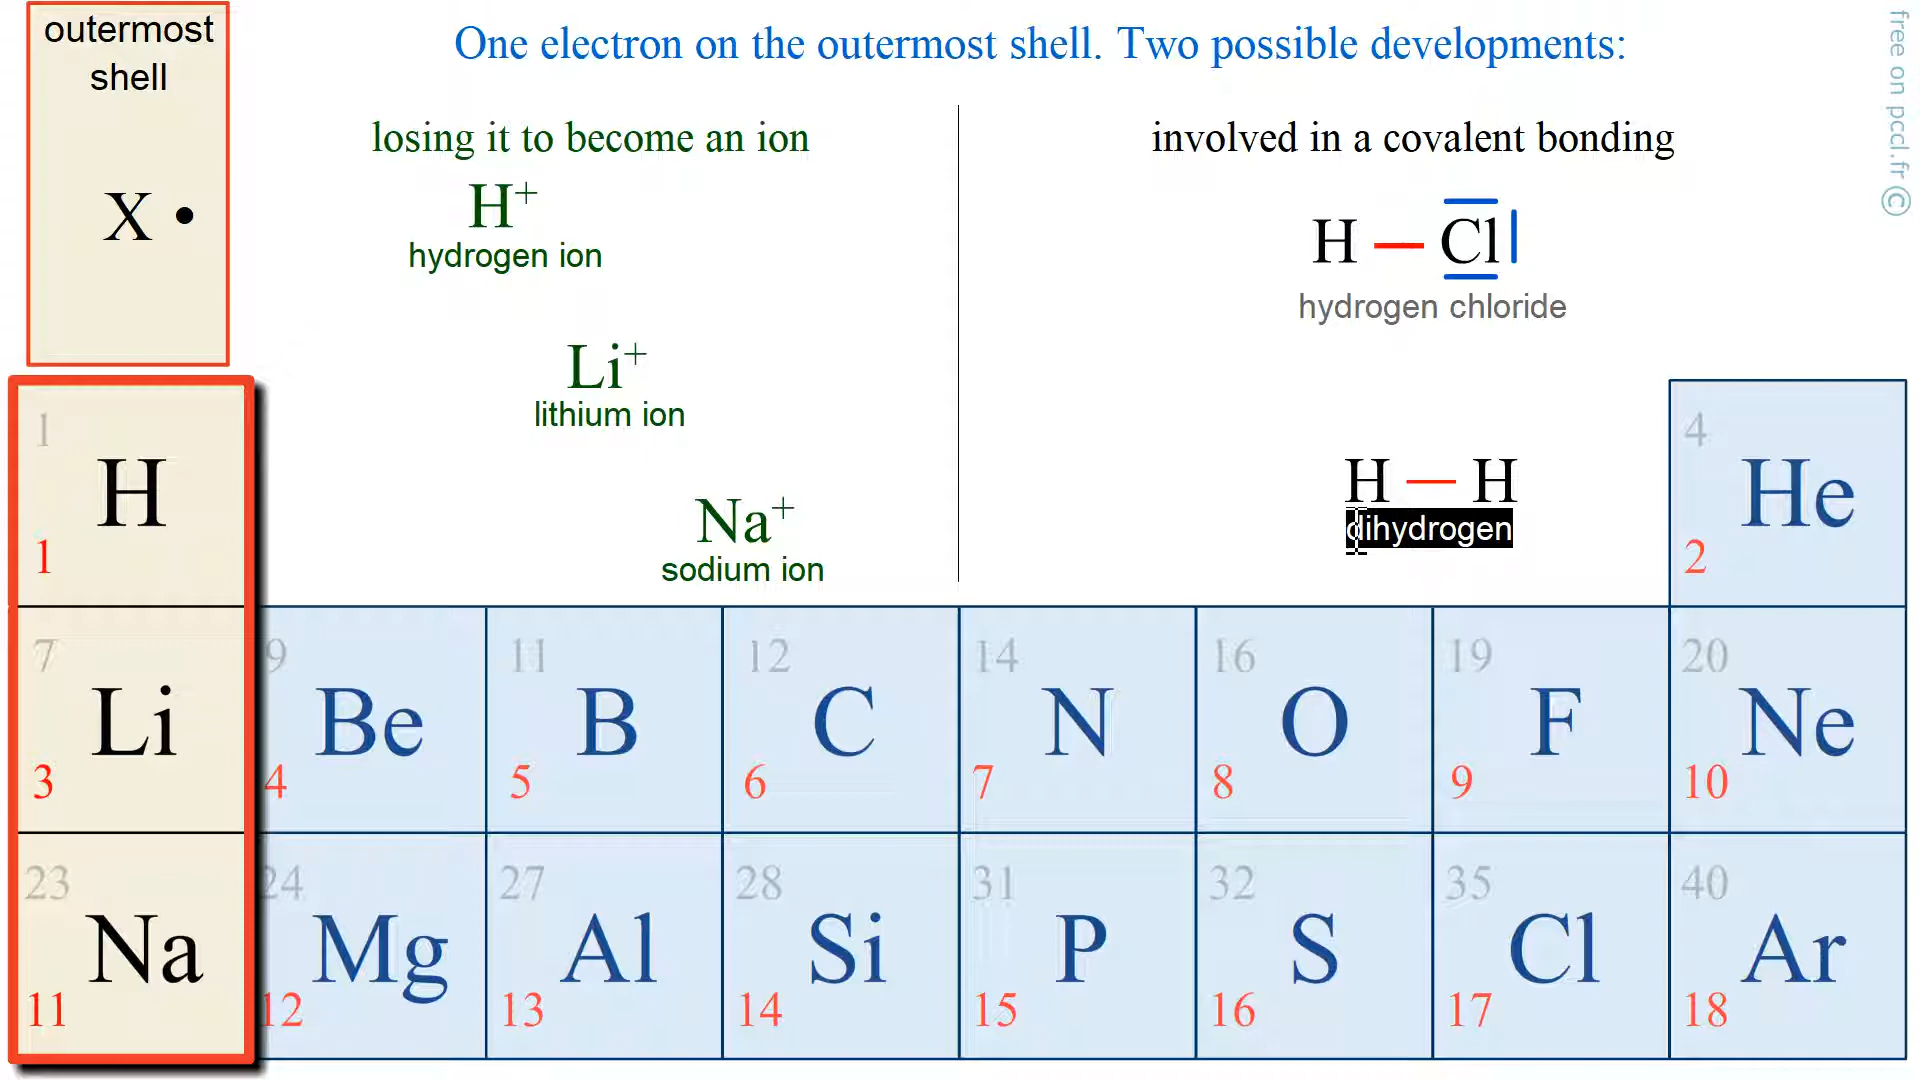 outermost
shell
X •
One electron on the outermost shell. Two possible developments:
losing it to become an ion
H⁺
hydrogen ion
Li⁺
lithium ion
Na⁺
sodium ion
involved in a covalent bonding
H — Cl
hydrogen chloride
H — H
dihydrogen
free on pccl.fr ©
1
H
1
4
He
2
7
Li
3
9
Be
4
11
B
5
12
C
6
14
N
7
16
O
8
19
F
9
20
Ne
10
23
Na
11
24
Mg
12
27
Al
13
28
Si
14
31
P
15
32
S
16
35
Cl
17
40
Ar
18